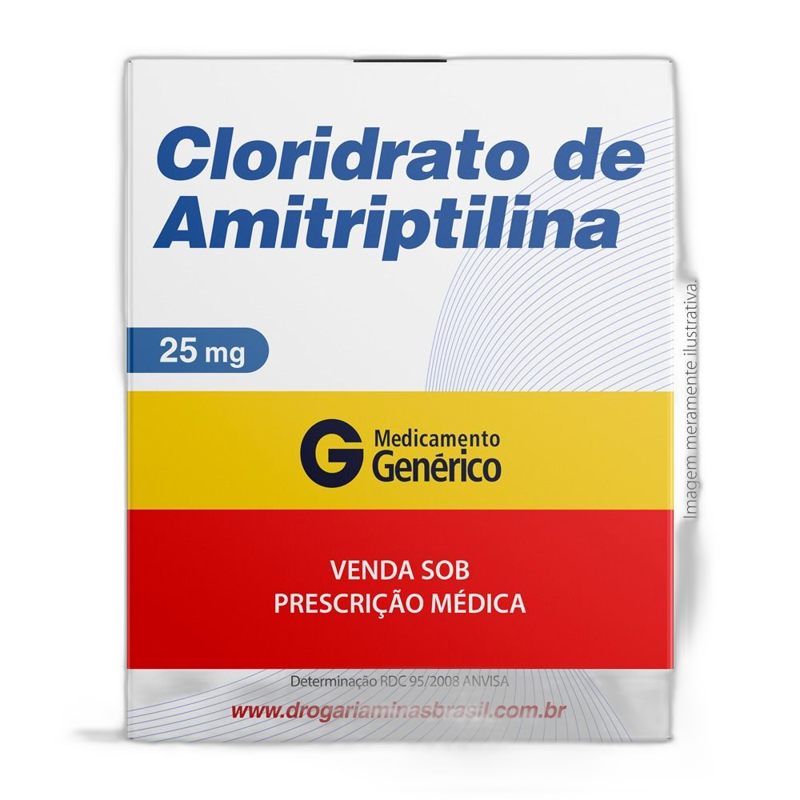 Cloridrato de
Amitriptilina
25 mg
G Medicamento
Genérico
VENDA SOB
PRESCRIÇÃO MÉDICA
Determinação RDC 95/2008 ANVISA
www.drogariaminasbrasil.com.br
Imagem meramente ilustrativa.